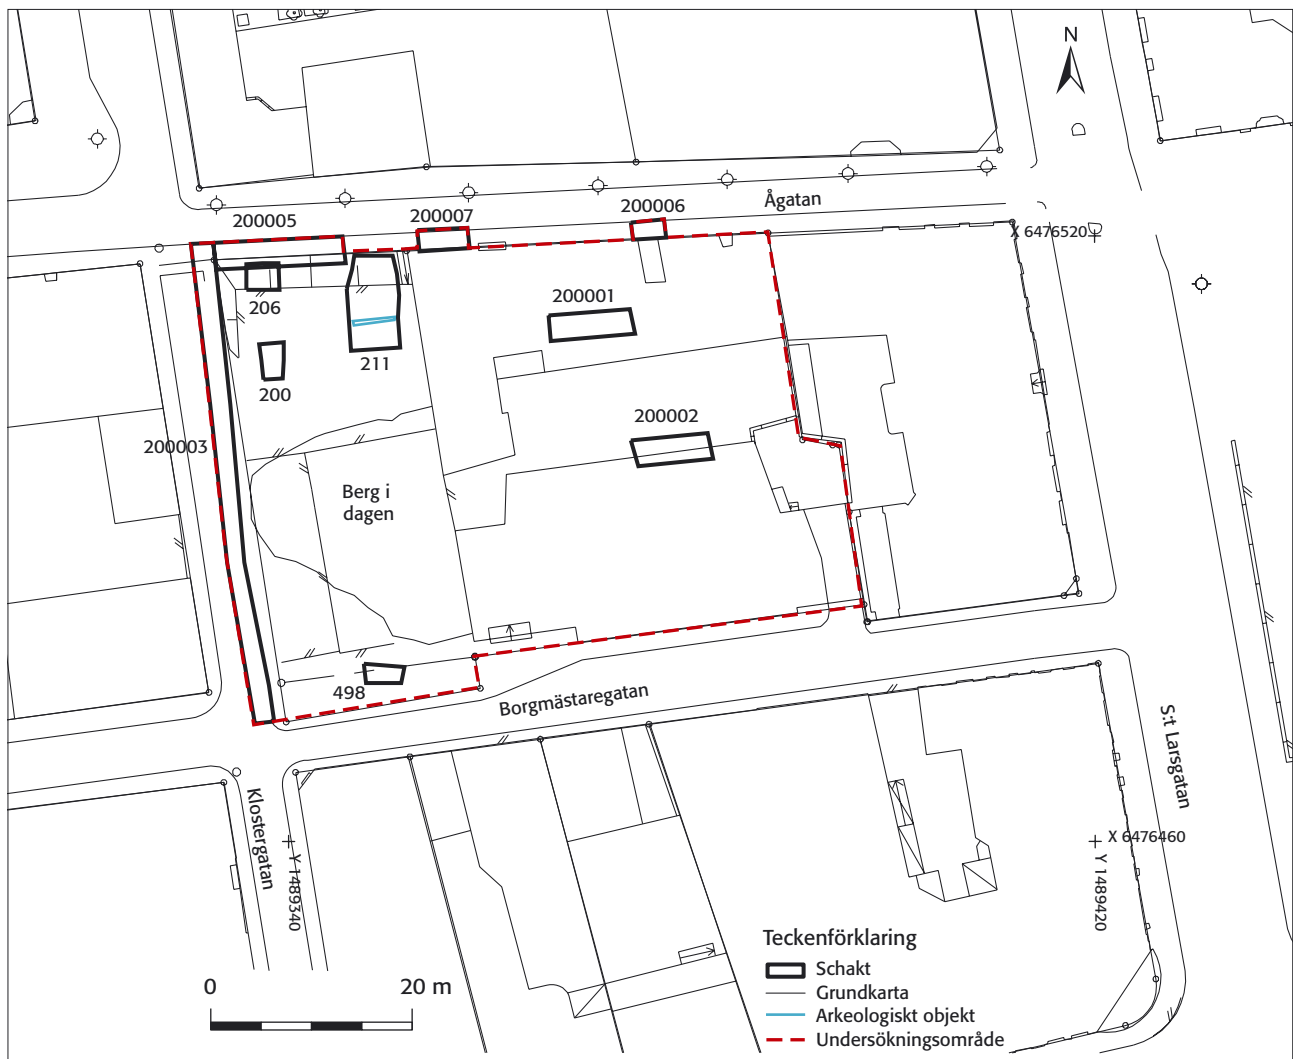 N
Ågatan
200005
200007
200006
X 6476520
206
200001
211
200
200002
200003
Berg i
dagen
498
Borgmästaregatan
S:t Larsgatan
Klostergatan
Y 1489340
X 6476460
Y 1489420
0 20 m
Teckenförklaring
Schakt
Grundkarta
Arkeologiskt objekt
Undersökningsområde